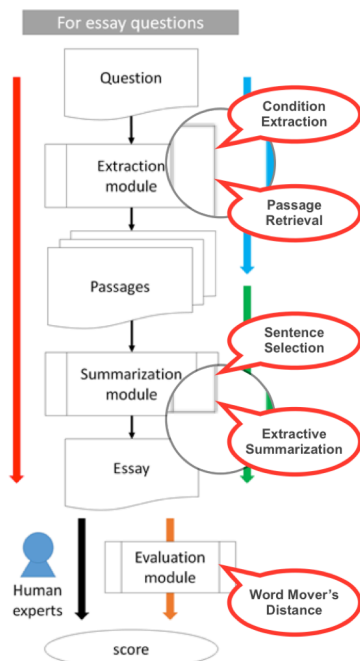 For essay questions
Question
Condition
Extraction
Extraction
module
Passage
Retrieval
Passages
Sentence
Selection
Summarization
module
Extractive
Summarization
Essay
Evaluation
module
Human
experts
Word Mover's
Distance
score